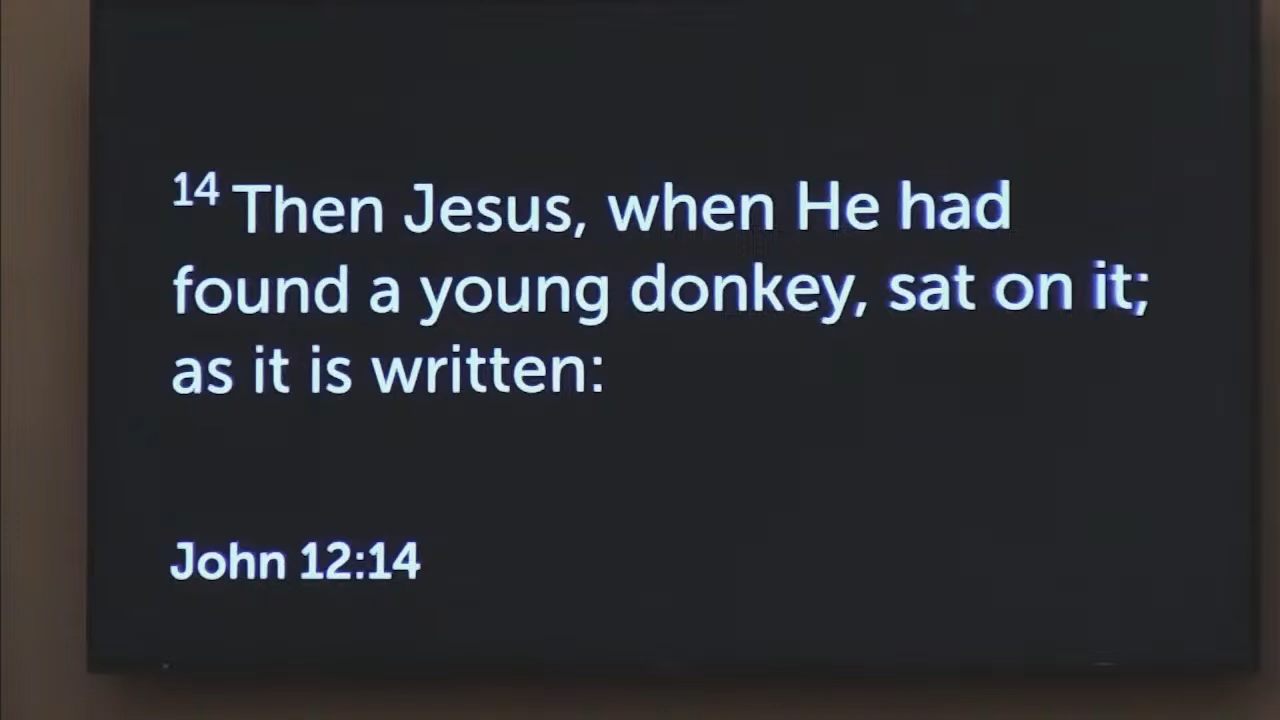 14 Then Jesus, when He had
found a young donkey, sat on it;
as it is written:
John 12:14